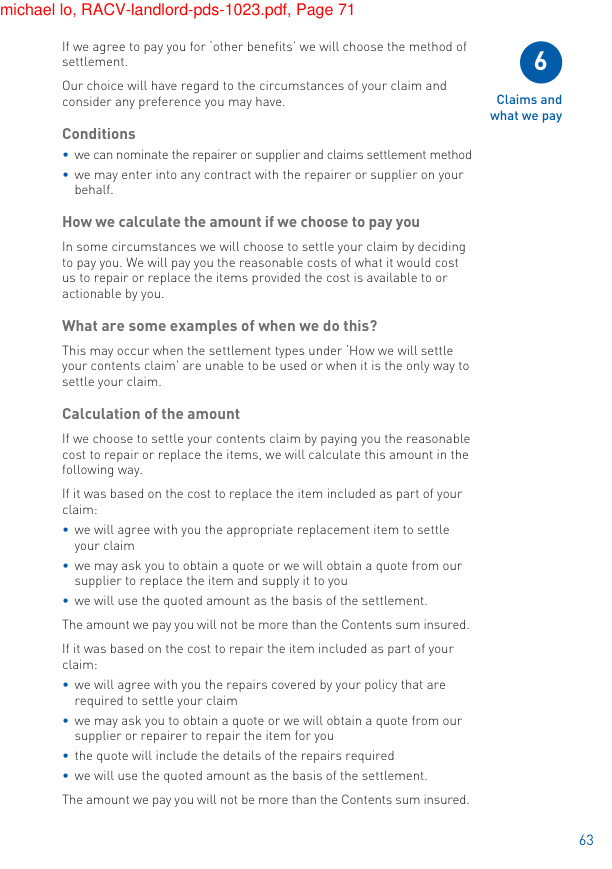 michael lo, RACV-landlord-pds-1023.pdf, Page 71
If we agree to pay you for ‘other benefits’ we will choose the method of
settlement.
Our choice will have regard to the circumstances of your claim and
consider any preference you may have.
6
Claims and
what we pay
Conditions
• we can nominate the repairer or supplier and claims settlement method
• we may enter into any contract with the repairer or supplier on your
behalf.
How we calculate the amount if we choose to pay you
In some circumstances we will choose to settle your claim by deciding
to pay you. We will pay you the reasonable costs of what it would cost
us to repair or replace the items provided the cost is available to or
actionable by you.
What are some examples of when we do this?
This may occur when the settlement types under ‘How we will settle
your contents claim’ are unable to be used or when it is the only way to
settle your claim.
Calculation of the amount
If we choose to settle your contents claim by paying you the reasonable
cost to repair or replace the items, we will calculate this amount in the
following way.
If it was based on the cost to replace the item included as part of your
claim:
• we will agree with you the appropriate replacement item to settle
your claim
• we may ask you to obtain a quote or we will obtain a quote from our
supplier to replace the item and supply it to you
• we will use the quoted amount as the basis of the settlement.
The amount we pay you will not be more than the Contents sum insured.
If it was based on the cost to repair the item included as part of your
claim:
• we will agree with you the repairs covered by your policy that are
required to settle your claim
• we may ask you to obtain a quote or we will obtain a quote from our
supplier or repairer to repair the item for you
• the quote will include the details of the repairs required
• we will use the quoted amount as the basis of the settlement.
The amount we pay you will not be more than the Contents sum insured.
63